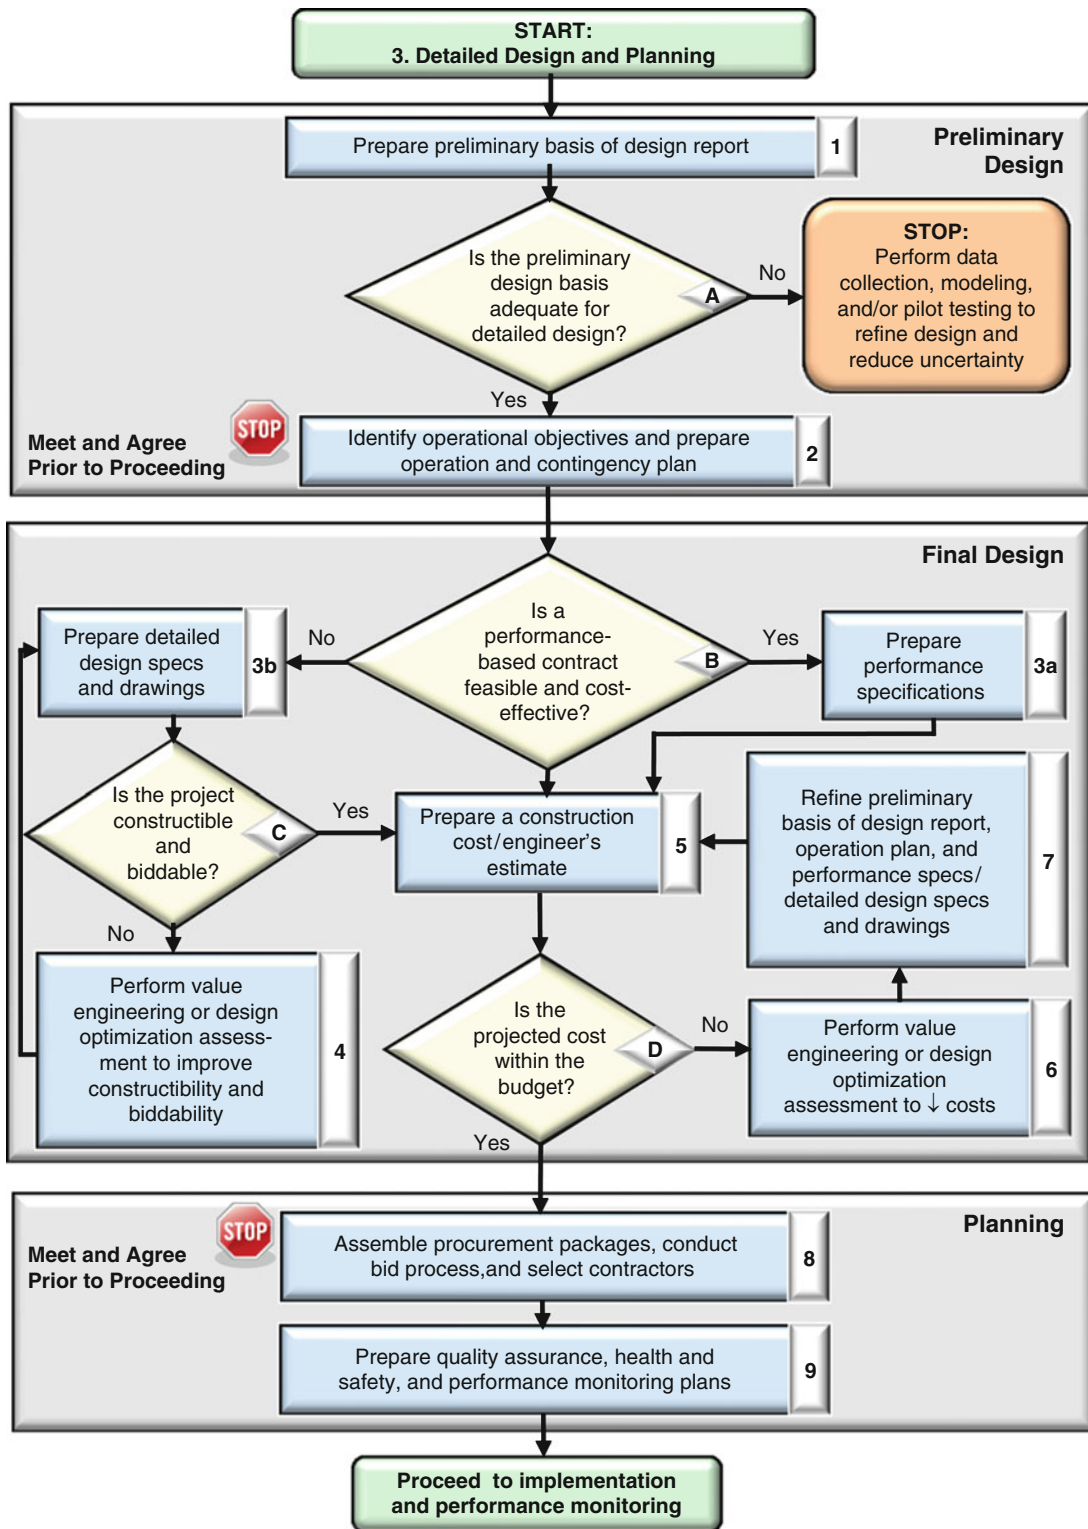 START:
3. Detailed Design and Planning
Prepare preliminary basis of design report
1
Preliminary
Design
Is the preliminary
design basis
adequate for
detailed design?
A
No
STOP:
Perform data
collection, modeling,
and/or pilot testing to
refine design and
reduce uncertainty
Yes
STOP
Meet and Agree
Prior to Proceeding
Identify operational objectives and prepare
operation and contingency plan
2
Final Design
Is a
performance-
based contract
feasible and cost-
effective?
B
No
Yes
Prepare detailed
design specs
and drawings
3b
Prepare
performance
specifications
3a
Is the project
constructible
and
biddable?
C
Yes
Prepare a construction
cost/engineer's
estimate
5
Refine preliminary
basis of design report,
operation plan, and
performance specs/
detailed design specs
and drawings
7
No
Perform value
engineering or design
optimization assess-
ment to improve
constructibility and
biddability
4
Is the
projected cost
within the
budget?
D
No
Perform value
engineering or design
optimization
assessment to ↓ costs
6
Yes
Planning
STOP
Meet and Agree
Prior to Proceeding
Assemble procurement packages, conduct
bid process,and select contractors
8
Prepare quality assurance, health and
safety, and performance monitoring plans
9
Proceed to implementation
and performance monitoring